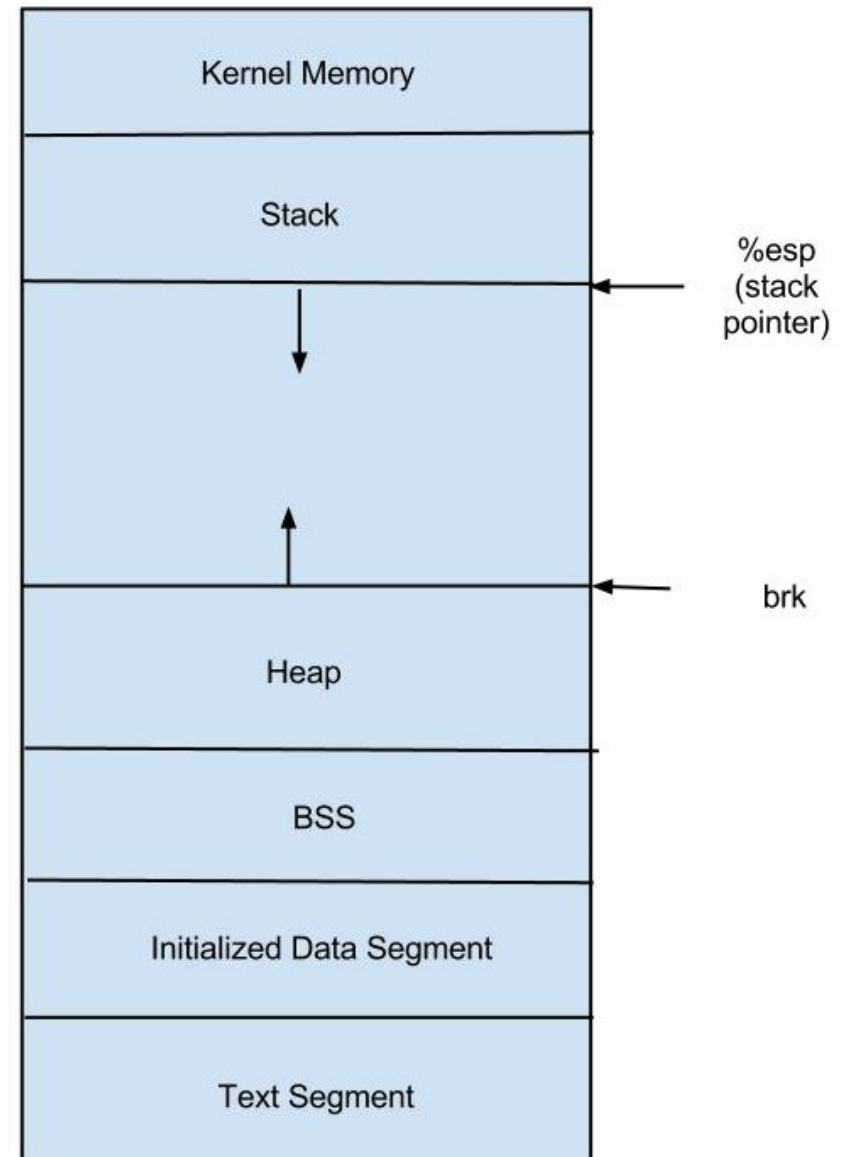 Kernel Memory
Stack
%esp
(stack
pointer)
brk
Heap
BSS
Initialized Data Segment
Text Segment